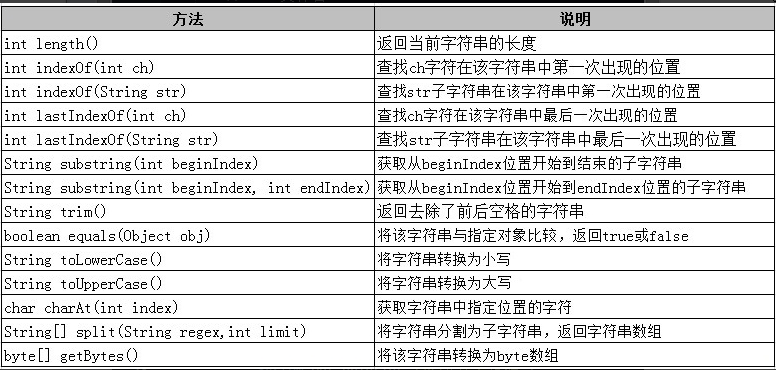 方法 说明
int length() 返回当前字符串的长度
int indexOf(int ch) 查找ch字符在该字符串中第一次出现的位置
int indexOf(String str) 查找str子字符串在该字符串中第一次出现的位置
int lastIndexOf(int ch) 查找ch字符在该字符串中最后一次出现的位置
int lastIndexOf(String str) 查找str子字符串在该字符串中最后一次出现的位置
String substring(int beginIndex) 获取从beginIndex位置开始到结束的子字符串
String substring(int beginIndex, int endIndex) 获取从beginIndex位置开始到endIndex位置的子字符串
String trim() 返回去除了前后空格的字符串
boolean equals(Object obj) 将该字符串与指定对象比较，返回true或false
String toLowerCase() 将字符串转换为小写
String toUpperCase() 将字符串转换为大写
char charAt(int index) 获取字符串中指定位置的字符
String[] split(String regex,int limit) 将字符串分割为子字符串，返回字符串数组
byte[] getBytes() 将该字符串转换为byte数组